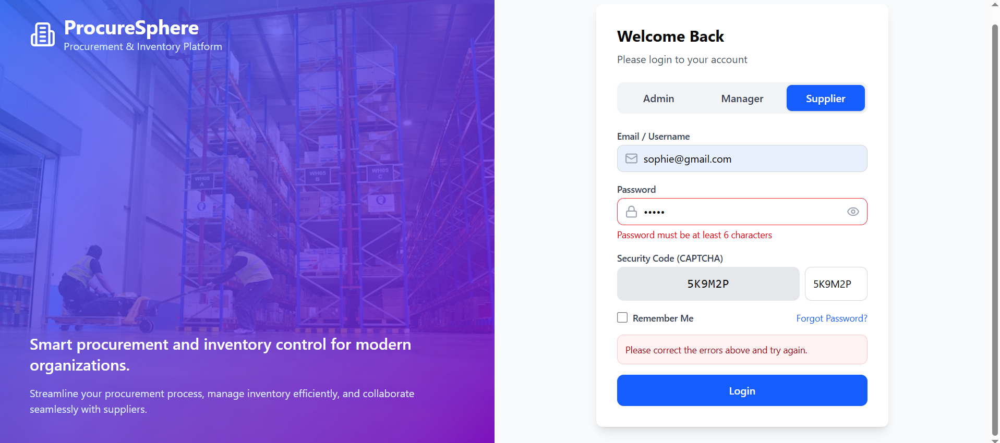 ProcureSphere
Procurement & Inventory Platform
WH05
A
WH05
B
WH05
C
Smart procurement and inventory control for modern
organizations.
Streamline your procurement process, manage inventory efficiently, and collaborate
seamlessly with suppliers.
Welcome Back
Please login to your account
Admin
Manager
Supplier
Email / Username
sophie@gmail.com
Password
•••••
Password must be at least 6 characters
Security Code (CAPTCHA)
5K9M2P
5K9M2P
Remember Me
Forgot Password?
Please correct the errors above and try again.
Login